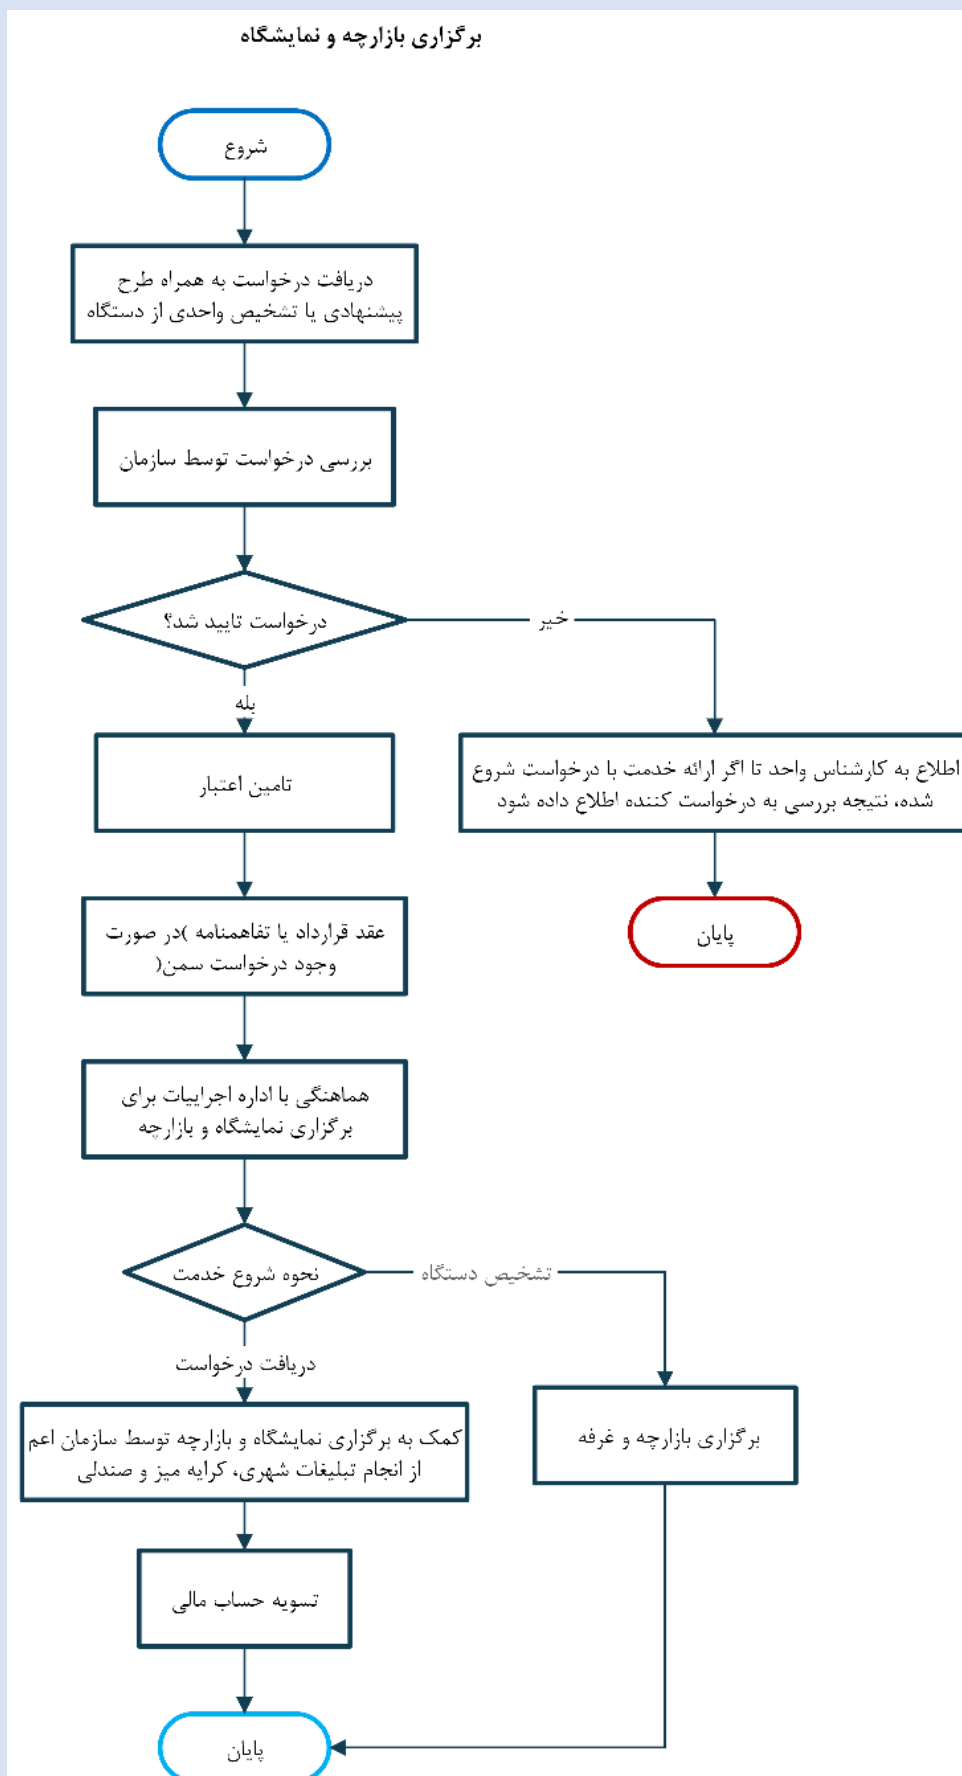 برگزاری بازارچه و نمایشگاه
شروع
دریافت درخواست به همراه طرح
پیشنهادی یا تشخیص واحدی از دستگاه
بررسی درخواست توسط سازمان
درخواست تایید شد؟
خیر
بله
تامین اعتبار
اطلاع به کارشناس واحد تا اگر ارائه خدمت با درخواست شروع
شده، نتیجه بررسی به درخواست کننده اطلاع داده شود
پایان
عقد قرارداد یا تفاهمنامه )در صورت
وجود درخواست سمن(
هماهنگی با اداره اجراییات برای
برگزاری نمایشگاه و بازارچه
نحوه شروع خدمت
تشخیص دستگاه
دریافت درخواست
برگزاری بازارچه و غرفه
کمک به برگزاری نمایشگاه و بازارچه توسط سازمان اعم
از انجام تبلیغات شهری، کرایه میز و صندلی
تسویه حساب مالی
پایان